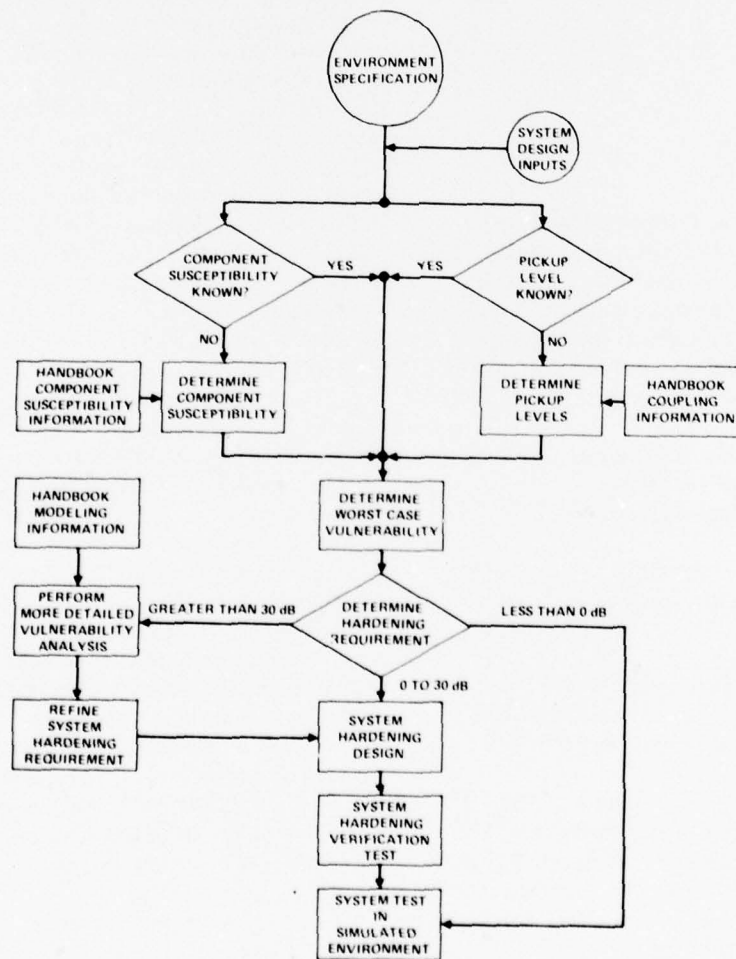 ENVIRONMENT
SPECIFICATION
SYSTEM
DESIGN
INPUTS
COMPONENT
SUSCEPTIBILITY
KNOWN?
YES
YES
PICKUP
LEVEL
KNOWN?
NO
NO
HANDBOOK
COMPONENT
SUSCEPTIBILITY
INFORMATION
DETERMINE
COMPONENT
SUSCEPTIBILITY
DETERMINE
PICKUP
LEVELS
HANDBOOK
COUPLING
INFORMATION
HANDBOOK
MODELING
INFORMATION
DETERMINE
WORST CASE
VULNERABILITY
PERFORM
MORE DETAILED
VULNERABILITY
ANALYSIS
GREATER THAN 30 dB
DETERMINE
HARDENING
REQUIREMENT
LESS THAN 0 dB
0 TO 30 dB
REFINE
SYSTEM
HARDENING
REQUIREMENT
SYSTEM
HARDENING
DESIGN
SYSTEM
HARDENING
VERIFICATION
TEST
SYSTEM TEST
IN
SIMULATED
ENVIRONMENT